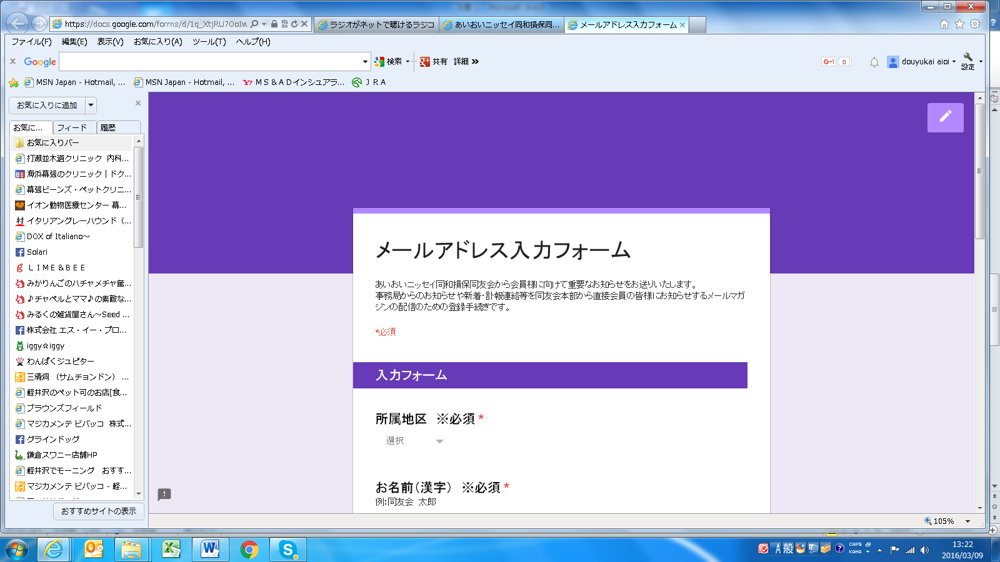 https://docs.google.com/forms/d/1q_XtjRU7OoIw
ラジオがネットで聴けるラジコ
あいおいニッセイ同和損保同...
メールアドレス入力フォーム
ファイル(F) 編集(E) 表示(V) お気に入り(A) ツール(T) ヘルプ(H)
Google
検索
共有
詳細 »
G+1 0
douyukai aioi
設定
MSN Japan - Hotmail, ...
MSN Japan - Hotmail, ...
ＭＳ＆ＡＤインシュアラ...
ＪＲＡ
お気に入りに追加
お気に... フィード 履歴
お気に入りバー
打瀬並木道クリニック 内科...
海浜幕張のクリニック｜ドク...
幕張ビーンズ・ペットクリニ...
イオン動物医療センター 幕...
イタリアングレーハウンド（...
DOX of Italiano～
Solari
ＬＩＭＥ＆ＢＥＥ
みかりんごのハチャメチャ奮...
♪チャペルとママ♪の素敵な...
みるくの雑貨屋さん～Seed ...
株式会社 エス・イー・プロ...
iggy☆iggy
わんぱくジュピター
三清洞 （サムチョンドン） ...
軽井沢のペット可のお店[食...
ブラウンズフィールド
マジカメンテ ビバッコ 株式...
グラインドッグ
鎌倉スワニー店舗HP
軽井沢でモーニング　おすす...
マジカメンテ ビバッコ - 軽...
おすすめサイトの表示
メールアドレス入力フォーム
あいおいニッセイ同和損保同友会から会員様に向けて重要なお知らせをお送りいたします。
事務局からのお知らせや新着・訃報連絡等を同友会本部から直接会員の皆様にお知らせするメールマガ
ジンの配信のための登録手続きです。
*必須
入力フォーム
所属地区　※必須 *
選択
お名前（漢字）　※必須 *
例:同友会 太郎
105%
A 般
CAPS
KANA
13:22
2016/03/09